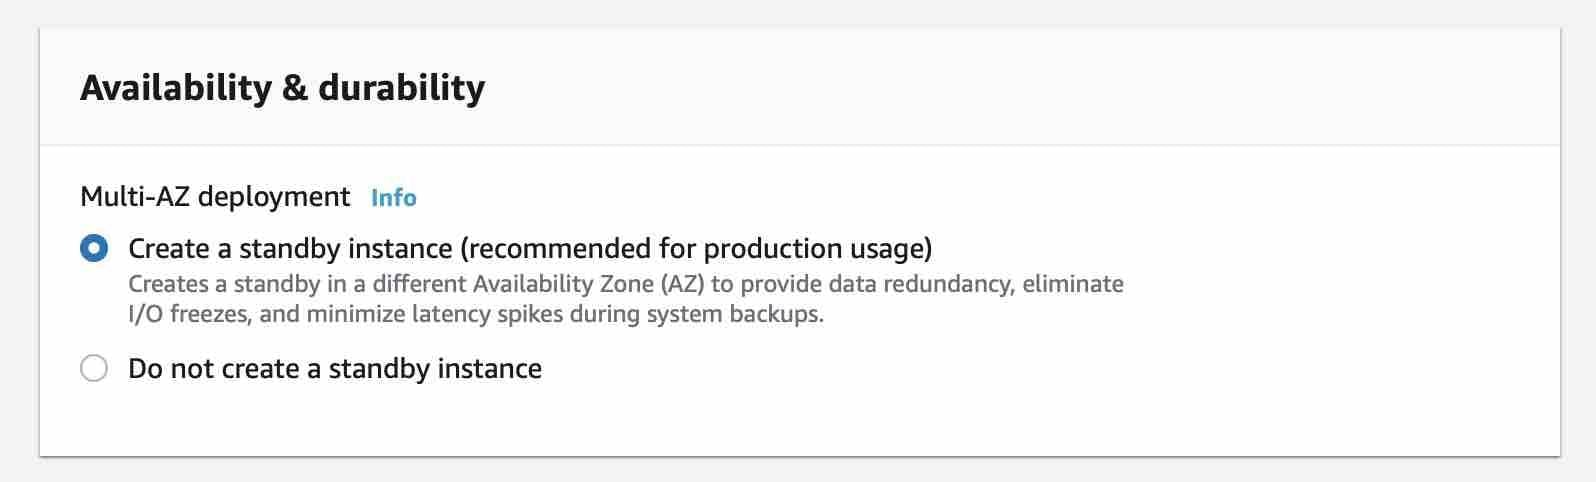 Availability & durability
Multi-AZ deployment Info
Create a standby instance (recommended for production usage)
Creates a standby in a different Availability Zone (AZ) to provide data redundancy, eliminate
I/O freezes, and minimize latency spikes during system backups.
Do not create a standby instance